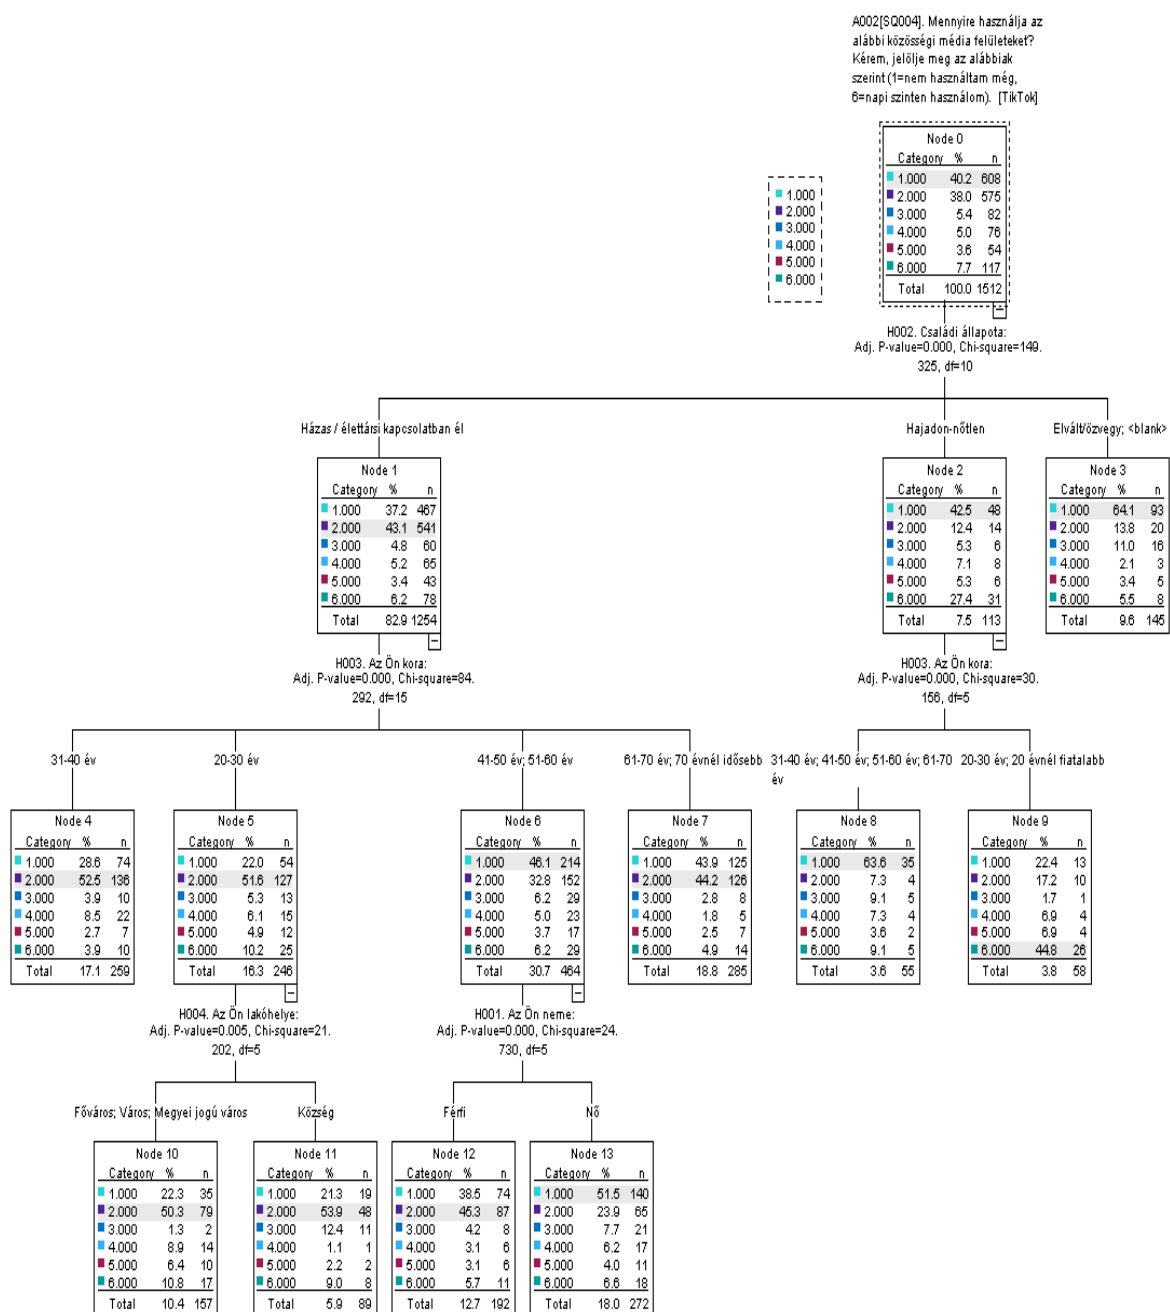 A002[SQ004]. Mennyire használja az
alábbi közösségi média felületeket?
Kérem, jelölje meg az alábbiak
szerint (1=nem használtam még,
6=napi szinten használom). [TikTok]
1.000
2.000
3.000
4.000
5.000
6.000
Node 0
Category % n
1.000 40.2 608
2.000 38.0 575
3.000 5.4 82
4.000 5.0 76
5.000 3.6 54
6.000 7.7 117
Total 100.0 1512
H002. Családi állapota:
Adj. P-value=0.000, Chi-square=149.
325, df=10
Házas / élettársi kapcsolatban él
Hajadon-nőtlen
Elvált/özvegy; <blank>
Node 1
Category % n
1.000 37.2 467
2.000 43.1 541
3.000 4.8 60
4.000 5.2 65
5.000 3.4 43
6.000 6.2 78
Total 82.9 1254
Node 2
Category % n
1.000 42.5 48
2.000 12.4 14
3.000 5.3 6
4.000 7.1 8
5.000 5.3 6
6.000 27.4 31
Total 7.5 113
Node 3
Category % n
1.000 64.1 93
2.000 13.8 20
3.000 11.0 16
4.000 2.1 3
5.000 3.4 5
6.000 5.5 8
Total 9.6 145
H003. Az Ön kora:
Adj. P-value=0.000, Chi-square=84.
292, df=15
H003. Az Ön kora:
Adj. P-value=0.000, Chi-square=30.
156, df=5
31-40 év
20-30 év
41-50 év; 51-60 év
61-70 év; 70 évnél idősebb
31-40 év; 41-50 év; 51-60 év; 61-70
év
20-30 év; 20 évnél fiatalabb
Node 4
Category % n
1.000 28.6 74
2.000 52.5 136
3.000 3.9 10
4.000 8.5 22
5.000 2.7 7
6.000 3.9 10
Total 17.1 259
Node 5
Category % n
1.000 22.0 54
2.000 51.6 127
3.000 5.3 13
4.000 6.1 15
5.000 4.9 12
6.000 10.2 25
Total 16.3 246
Node 6
Category % n
1.000 46.1 214
2.000 32.8 152
3.000 6.2 29
4.000 5.0 23
5.000 3.7 17
6.000 6.2 29
Total 30.7 464
Node 7
Category % n
1.000 43.9 125
2.000 44.2 126
3.000 2.8 8
4.000 1.8 5
5.000 2.5 7
6.000 4.9 14
Total 18.8 285
Node 8
Category % n
1.000 63.6 35
2.000 7.3 4
3.000 9.1 5
4.000 7.3 4
5.000 3.6 2
6.000 9.1 5
Total 3.6 55
Node 9
Category % n
1.000 22.4 13
2.000 17.2 10
3.000 1.7 1
4.000 6.9 4
5.000 6.9 4
6.000 44.8 26
Total 3.8 58
H004. Az Ön lakóhelye:
Adj. P-value=0.005, Chi-square=21.
202, df=5
H001. Az Ön neme:
Adj. P-value=0.000, Chi-square=24.
730, df=5
Főváros; Város; Megyei jogú város
Község
Férfi
Nő
Node 10
Category % n
1.000 22.3 35
2.000 50.3 79
3.000 1.3 2
4.000 8.9 14
5.000 6.4 10
6.000 10.8 17
Total 10.4 157
Node 11
Category % n
1.000 21.3 19
2.000 53.9 48
3.000 12.4 11
4.000 1.1 1
5.000 2.2 2
6.000 9.0 8
Total 5.9 89
Node 12
Category % n
1.000 38.5 74
2.000 45.3 87
3.000 4.2 8
4.000 3.1 6
5.000 3.1 6
6.000 5.7 11
Total 12.7 192
Node 13
Category % n
1.000 51.5 140
2.000 23.9 65
3.000 7.7 21
4.000 6.2 17
5.000 4.0 11
6.000 6.6 18
Total 18.0 272